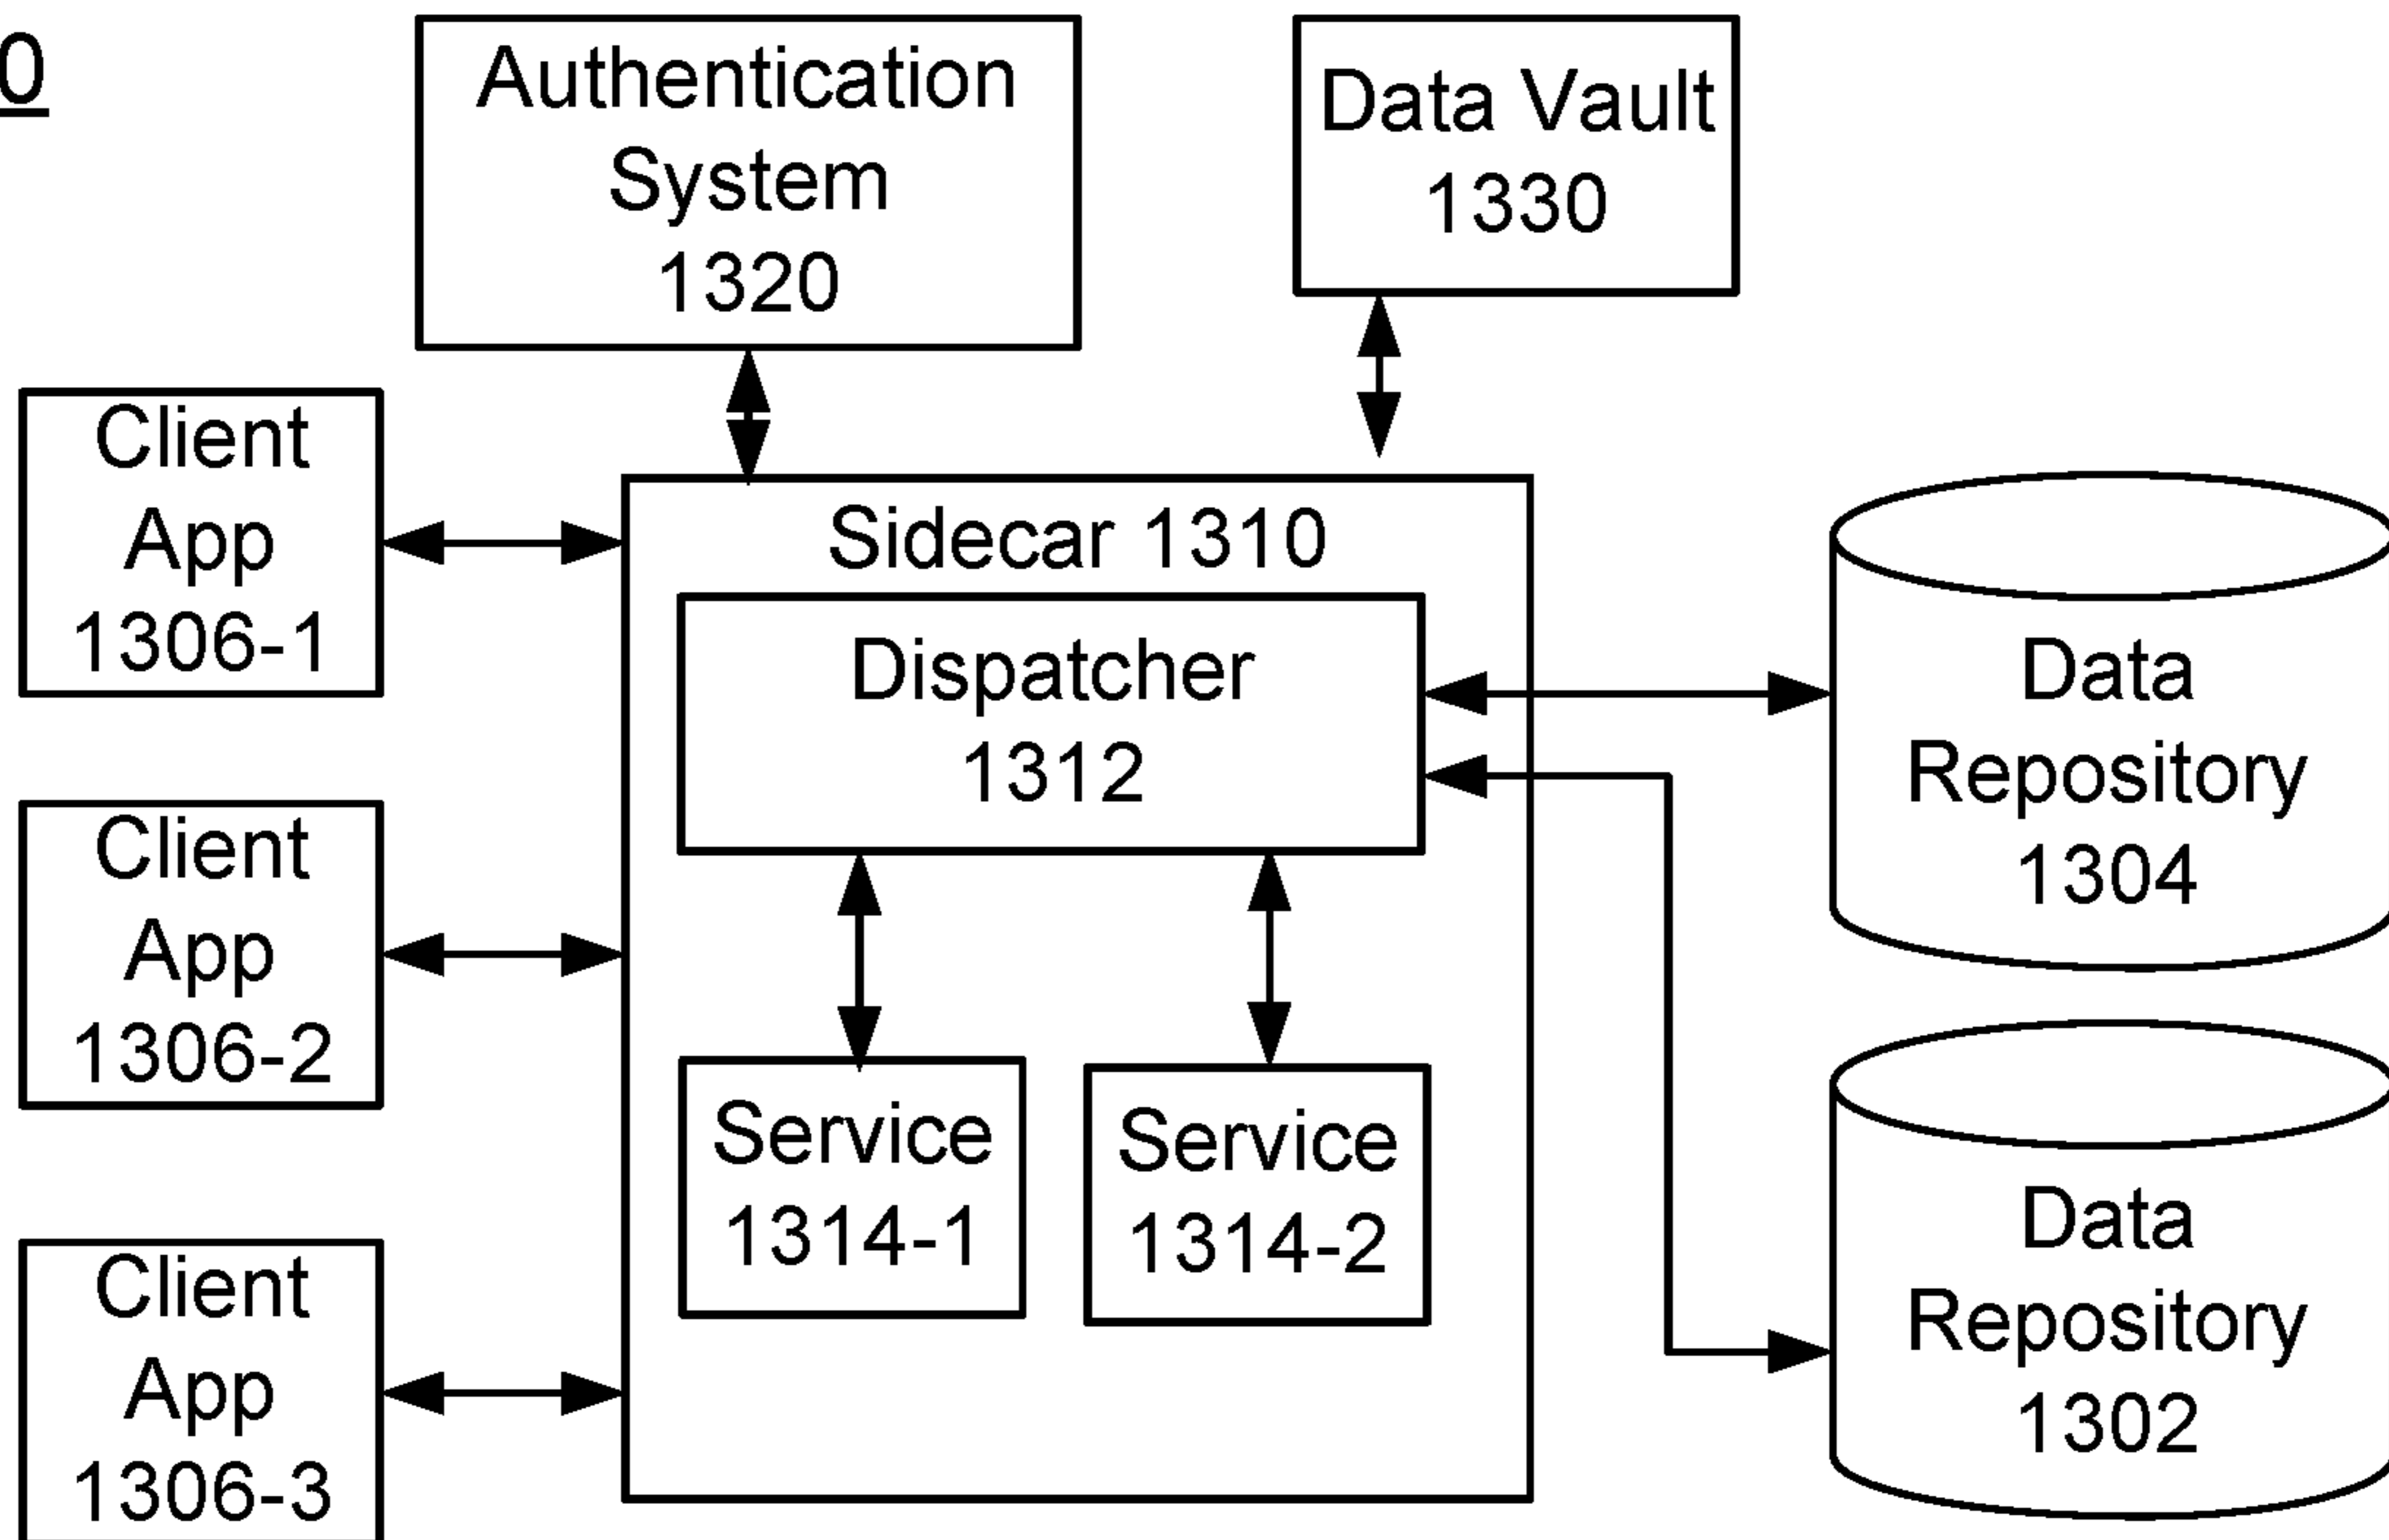 0
Authentication
System
1320
Data Vault
1330
Client
App
1306-1
Sidecar 1310
Dispatcher
1312
Data
Repository
1304
Client
App
1306-2
Service
1314-1
Service
1314-2
Data
Repository
1302
Client
App
1306-3